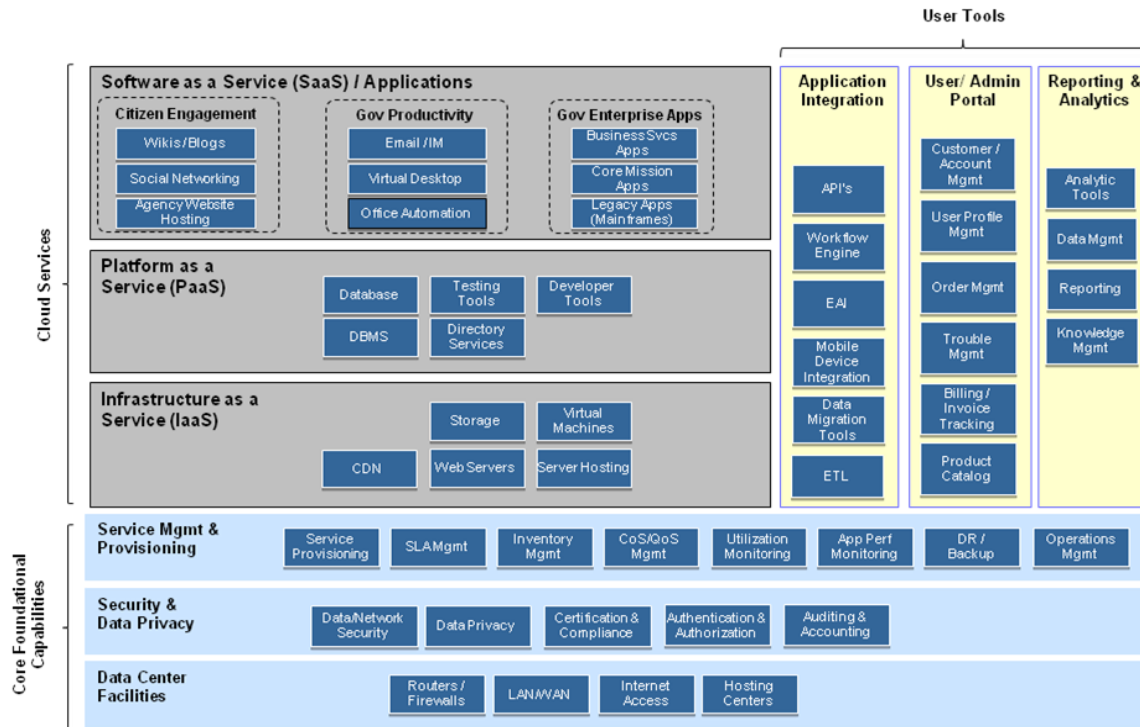 User Tools
Cloud Services
Software as a Service (SaaS) / Applications
Citizen Engagement
Wikis / Blogs
Social Networking
Agency Website
Hosting
Gov Productivity
Email / IM
Virtual Desktop
Office Automation
Gov Enterprise Apps
Business Svcs
Apps
Core Mission
Apps
Legacy Apps
(Mainframes)
Platform as a
Service (PaaS)
Database
Testing
Tools
Developer
Tools
DBMS
Directory
Services
Infrastructure as a
Service (IaaS)
Storage
Virtual
Machines
CDN
Web Servers
Server Hosting
Application
Integration
API's
Workflow
Engine
EAI
Mobile
Device
Integration
Data
Migration
Tools
ETL
User/ Admin
Portal
Customer /
Account
Mgmt
User Profile
Mgmt
Order Mgmt
Trouble
Mgmt
Billing /
Invoice
Tracking
Product
Catalog
Reporting &
Analytics
Analytic
Tools
Data Mgmt
Reporting
Knowledge
Mgmt
Core Foundational
Capabilities
Service Mgmt &
Provisioning
Service
Provisioning
SLA Mgmt
Inventory
Mgmt
CoS/QoS
Mgmt
Utilization
Monitoring
App Perf
Monitoring
DR /
Backup
Operations
Mgmt
Security &
Data Privacy
Data/Network
Security
Data Privacy
Certification &
Compliance
Authentication &
Authorization
Auditing &
Accounting
Data Center
Facilities
Routers /
Firewalls
LAN/WAN
Internet
Access
Hosting
Centers